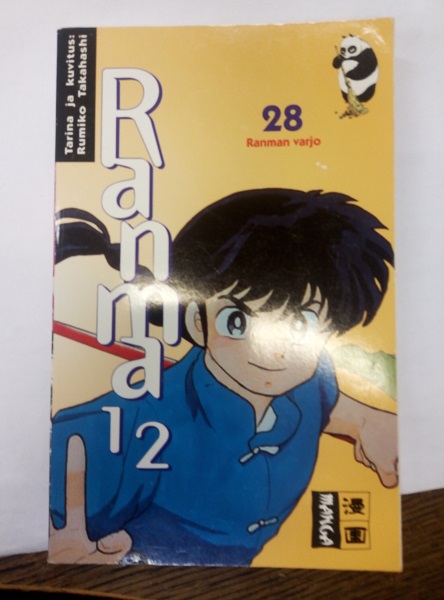 Tarina ja kuvitus:
Rumiko Takahashi
Ranma
1 2
28
Ranman varjo
MANGA
漫
画